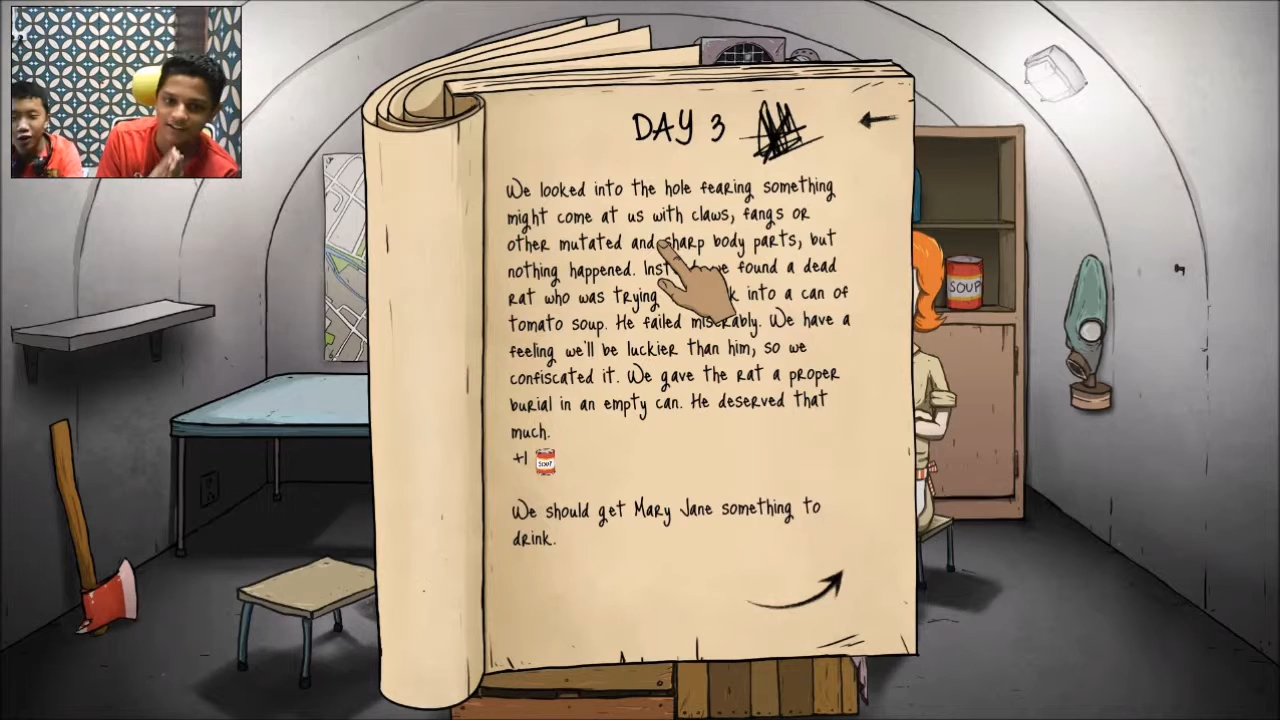 DAY 3
We looked into the hole fearing something
might come at us with claws, fangs or
other mutated and sharp body parts, but
nothing happened. found a dead
rat who was trying into a can of
tomato soup. He failed miserably. We have a
feeling we'll be luckier than him, so we
confiscated it. We gave the rat a proper
burial in an empty can. He deserved that
much.
+1 SOUP
We should get Mary Jane something to
drink.
SOUP